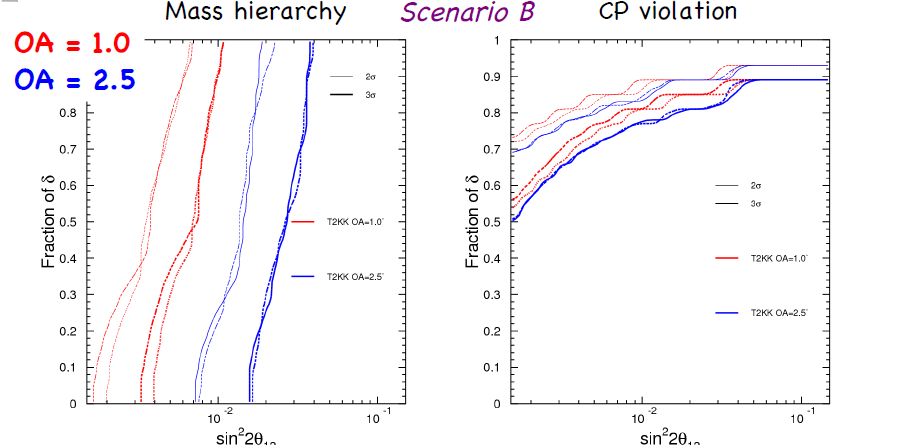 Mass hierarchy
Scenario B
CP violation
OA = 1.0
OA = 2.5
2σ
3σ
T2KK OA=1.0°
T2KK OA=2.5°
Fraction of δ
0.8
0.7
0.6
0.5
0.4
0.3
0.2
0.1
0
10⁻²
10⁻¹
sin²2θ₁₃
1
0.9
0.8
0.7
0.6
0.5
0.4
0.3
0.2
0.1
0
Fraction of δ
2σ
3σ
T2KK OA=1.0°
T2KK OA=2.5°
10⁻²
10⁻¹
sin²2θ₁₃